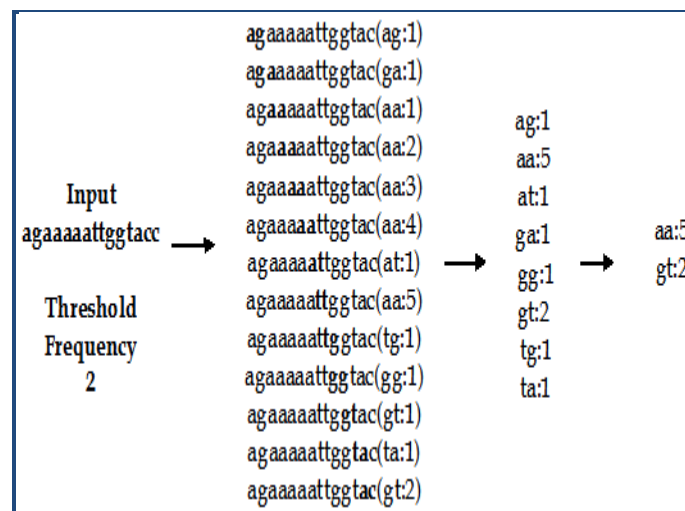 Input
agaaaaattggtacc
Threshold
Frequency
2
agaaaaattggtac(ag:1)
agaaaaattggtac(ga:1)
agaaaaattggtac(aa:1)
agaaaaattggtac(aa:2)
agaaaaattggtac(aa:3)
agaaaaattggtac(aa:4)
agaaaaattggtac(at:1)
agaaaaattggtac(aa:5)
agaaaaattggtac(tg:1)
agaaaaattggtac(gg:1)
agaaaaattggtac(gt:1)
agaaaaattggtac(ta:1)
agaaaaattggtac(gt:2)
ag:1
aa:5
at:1
ga:1
gg:1
gt:2
tg:1
ta:1
aa:5
gt:2